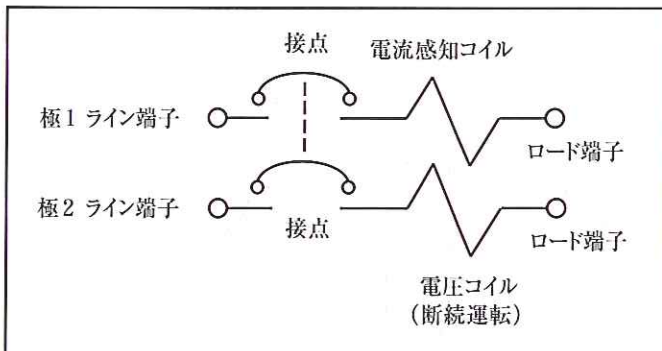 接点
電流感知コイル
極1 ライン端子
ロード端子
極2 ライン端子
接点
ロード端子
電圧コイル
(断続運転)